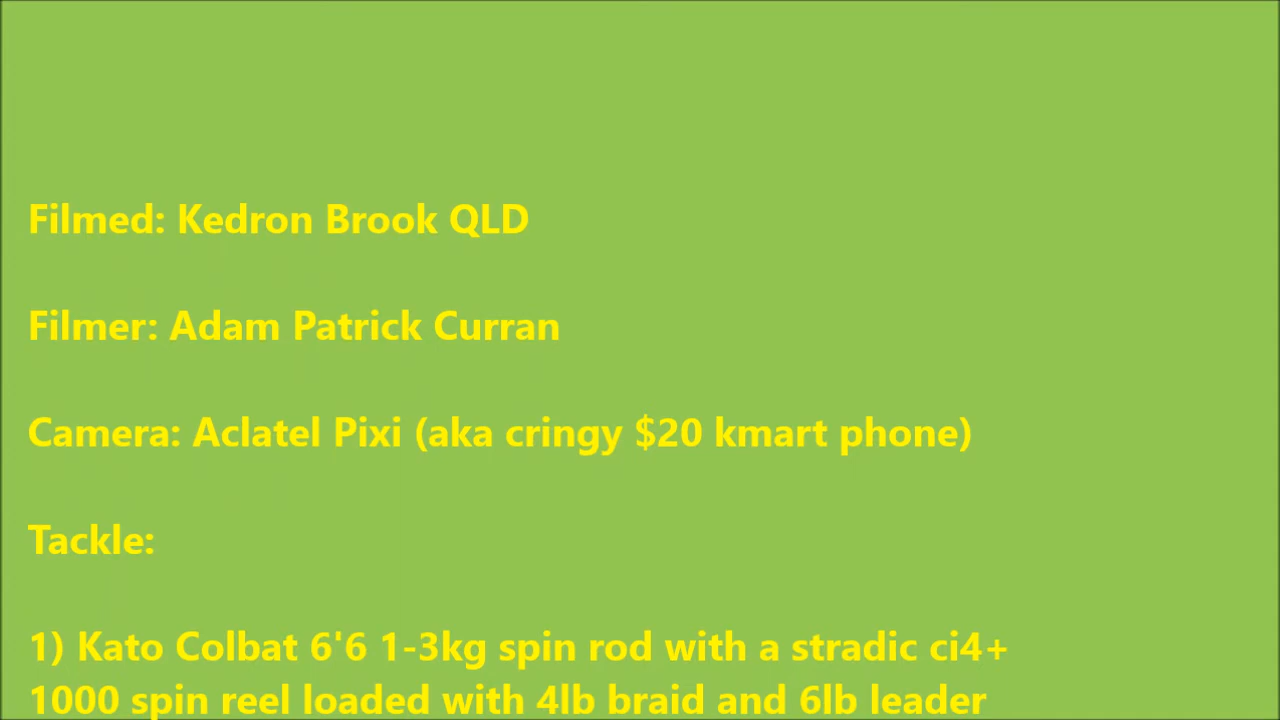 Filmed: Kedron Brook QLD
Filmer: Adam Patrick Curran
Camera: Aclatel Pixi (aka cringy $20 kmart phone)
Tackle:
1) Kato Colbat 6'6 1-3kg spin rod with a stradic ci4+
1000 spin reel loaded with 4lb braid and 6lb leader